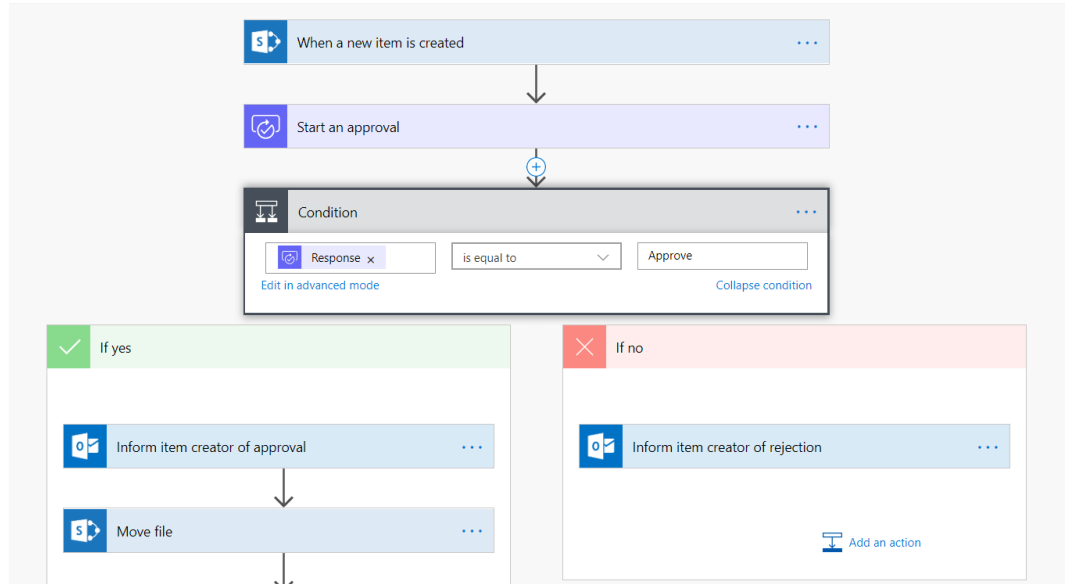 When a new item is created
Start an approval
Condition
Response x
is equal to
Approve
Edit in advanced mode
Collapse condition
If yes
If no
Inform item creator of approval
Inform item creator of rejection
Move file
Add an action